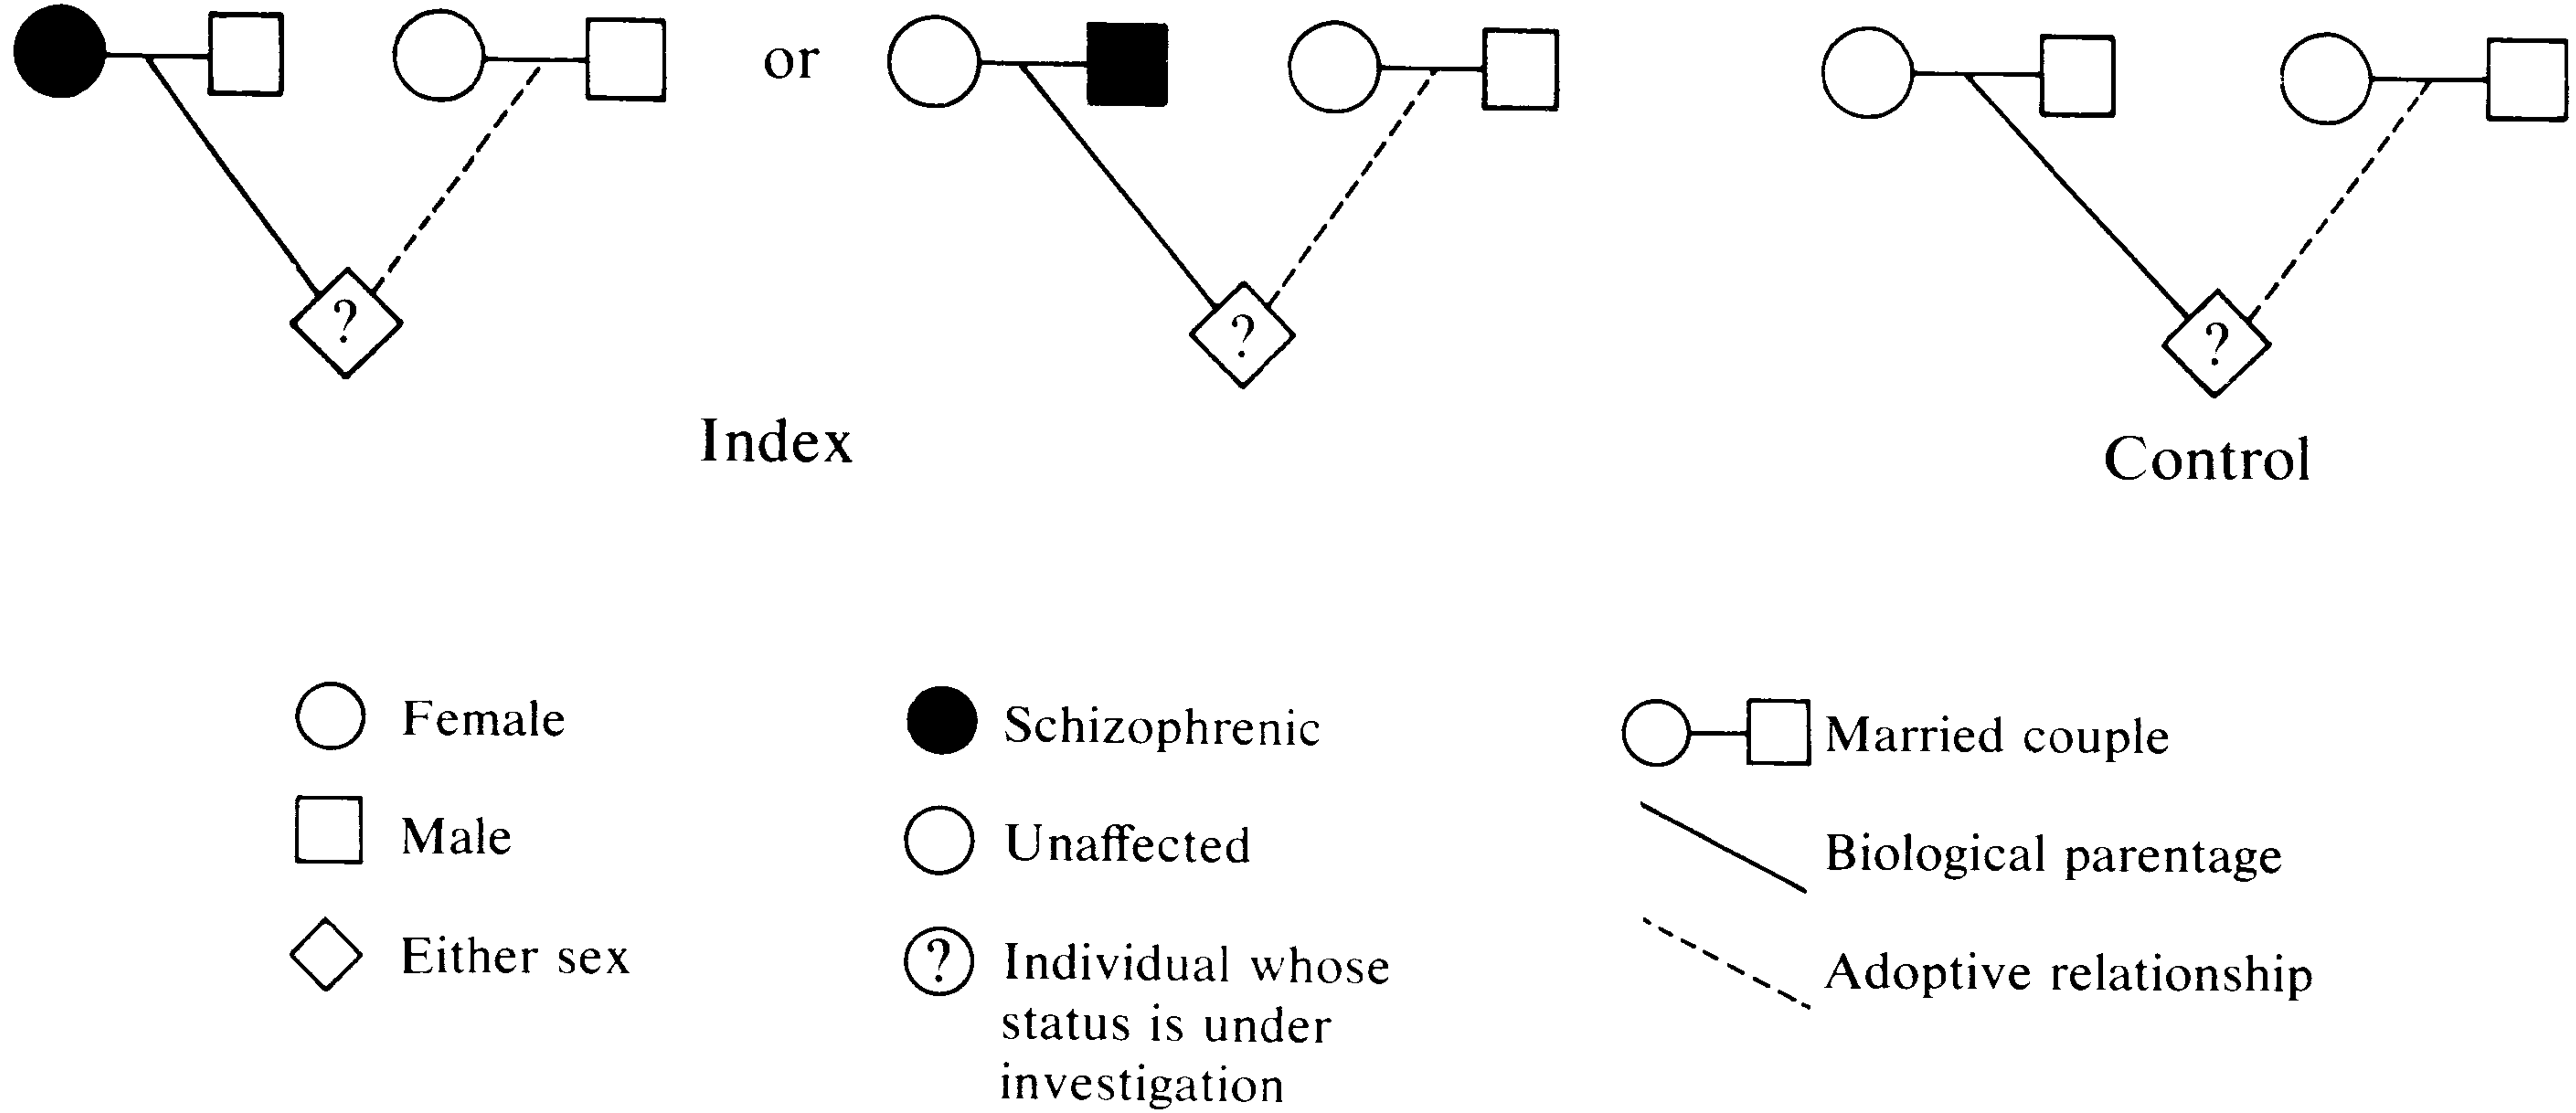 or
?
?
?
Index
Control
Female
Male
Either sex
Schizophrenic
Unaffected
?
Individual whose
status is under
investigation
Married couple
Biological parentage
Adoptive relationship